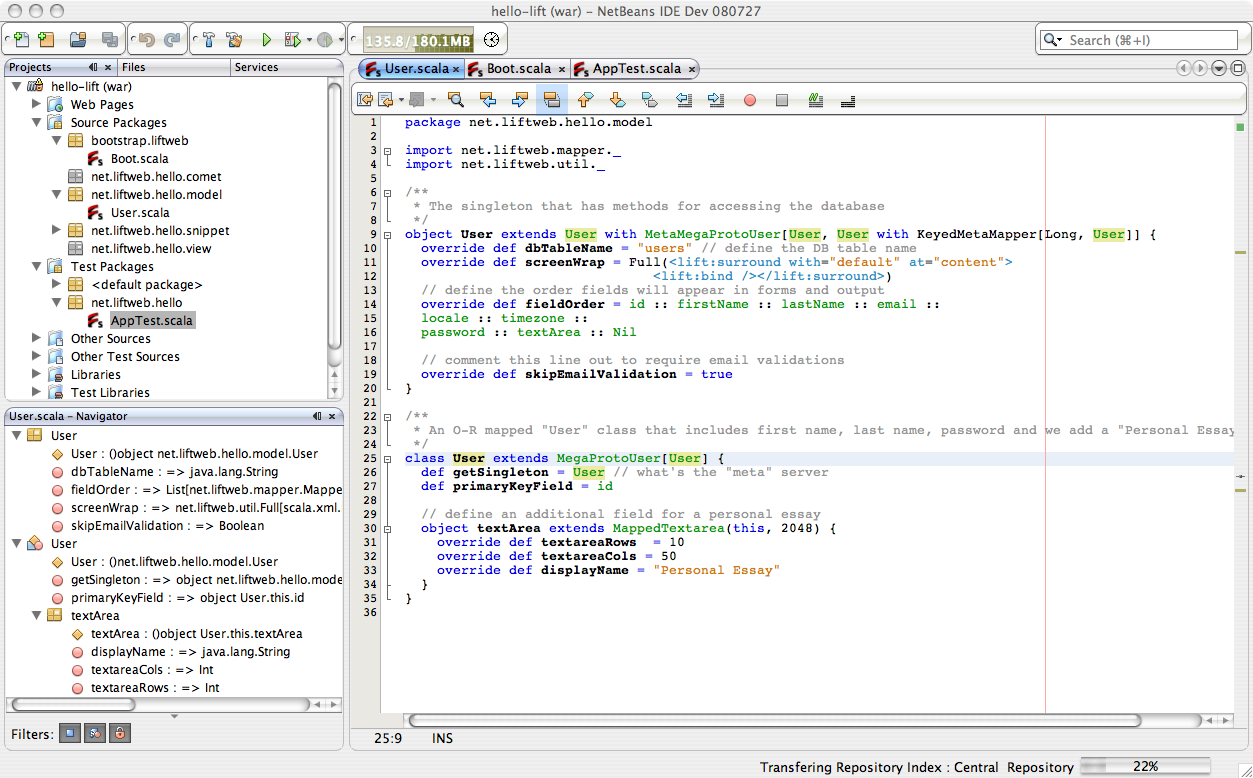 hello-lift (war) – NetBeans IDE Dev 080727
135.8/180.1MB
Search (⌘+I)
Projects
Files
Services
hello-lift (war)
Web Pages
Source Packages
bootstrap.liftweb
Boot.scala
net.liftweb.hello.comet
net.liftweb.hello.model
User.scala
net.liftweb.hello.snippet
net.liftweb.hello.view
Test Packages
<default package>
net.liftweb.hello
AppTest.scala
Other Sources
Other Test Sources
Libraries
Test Libraries
User.scala – Navigator
User
User : ()object net.liftweb.hello.model.User
dbTableName : => java.lang.String
fieldOrder : => List[net.liftweb.mapper.Mappe
screenWrap : => net.liftweb.util.Full[scala.xml.
skipEmailValidation : => Boolean
User
User : ()net.liftweb.hello.model.User
getSingleton : => object net.liftweb.hello.mode
primaryKeyField : => object User.this.id
textArea
textArea : ()object User.this.textArea
displayName : => java.lang.String
textareaCols : => Int
textareaRows : => Int
Filters:
User.scala
Boot.scala
AppTest.scala
1 package net.liftweb.hello.model
2
3 import net.liftweb.mapper._
4 import net.liftweb.util._
5
6 /**
7 * The singleton that has methods for accessing the database
8 */
9 object User extends User with MetaMegaProtoUser[User, User with KeyedMetaMapper[Long, User]] {
10 override def dbTableName = "users" // define the DB table name
11 override def screenWrap = Full(<lift:surround with="default" at="content">
12 <lift:bind /></lift:surround>)
13 // define the order fields will appear in forms and output
14 override def fieldOrder = id :: firstName :: lastName :: email ::
15 locale :: timezone ::
16 password :: textArea :: Nil
17
18 // comment this line out to require email validations
19 override def skipEmailValidation = true
20 }
21
22 /**
23 * An O-R mapped "User" class that includes first name, last name, password and we add a "Personal Essay
24 */
25 class User extends MegaProtoUser[User] {
26 def getSingleton = User // what's the "meta" server
27 def primaryKeyField = id
28
29 // define an additional field for a personal essay
30 object textArea extends MappedTextarea(this, 2048) {
31 override def textareaRows = 10
32 override def textareaCols = 50
33 override def displayName = "Personal Essay"
34 }
35 }
36
25:9 INS
Transfering Repository Index : Central Repository 22%